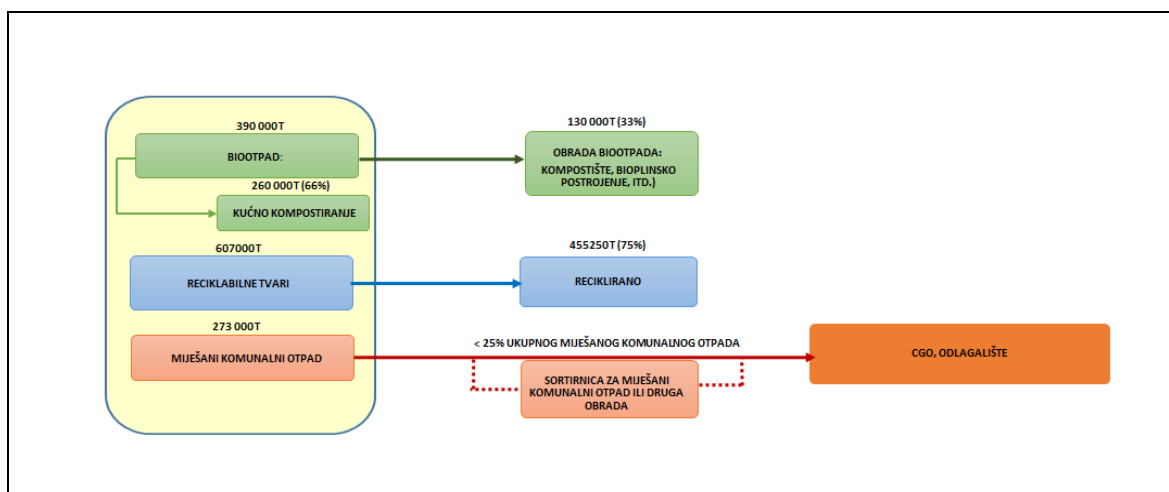 390 000T
BIOOTPAD:
260 000T (66%)
KUĆNO KOMPOSTIRANJE
130 000T (33%)
OBRADA BIOOTPADA:
KOMPOSTIŠTE, BIOPLINSKO
POSTROJENJE, ITD.)
607000T
RECIKLABILNE TVARI
455250T (75%)
RECIKLIRANO
273 000T
MIJEŠANI KOMUNALNI OTPAD
< 25% UKUPNOG MIJEŠANOG KOMUNALNOG OTPADA
SORTIRNICA ZA MIJEŠANI
KOMUNALNI OTPAD ILI DRUGA
OBRADA
CGO, ODLAGALIŠTE